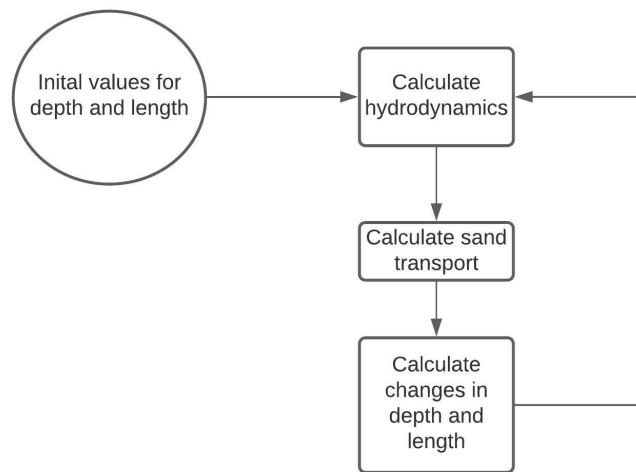 Inital values for
depth and length
Calculate
hydrodynamics
Calculate sand
transport
Calculate
changes in
depth and
length